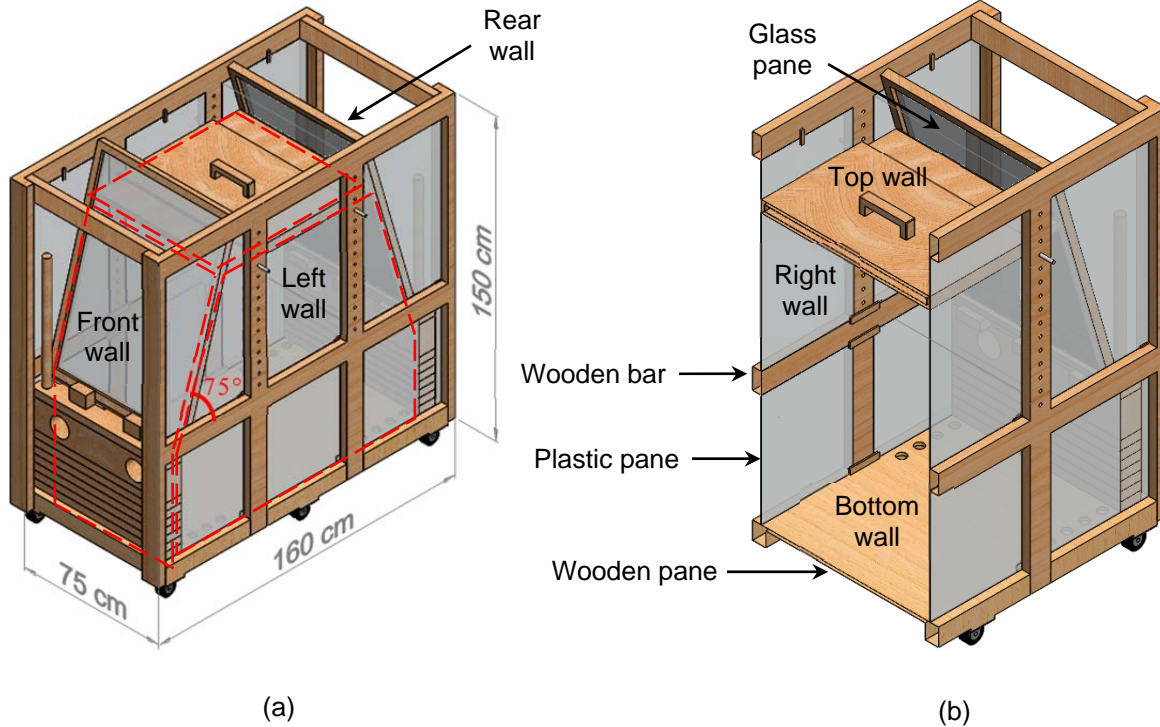 Rear
wall
Left
wall
Front
wall
75°
150 cm
160 cm
75 cm
(a)
Glass
pane
Top wall
Right
wall
Wooden bar
Plastic pane
Bottom
wall
Wooden pane
(b)